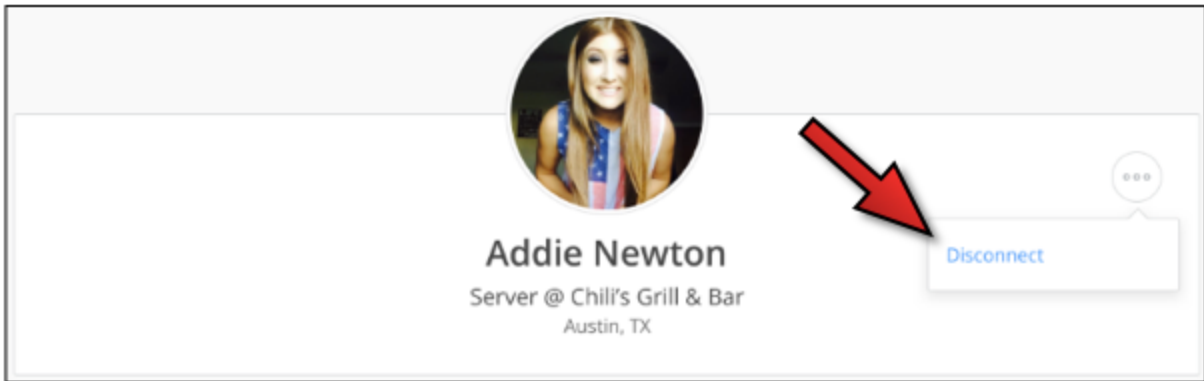 Addie Newton
Server @ Chili's Grill & Bar
Austin, TX
Disconnect